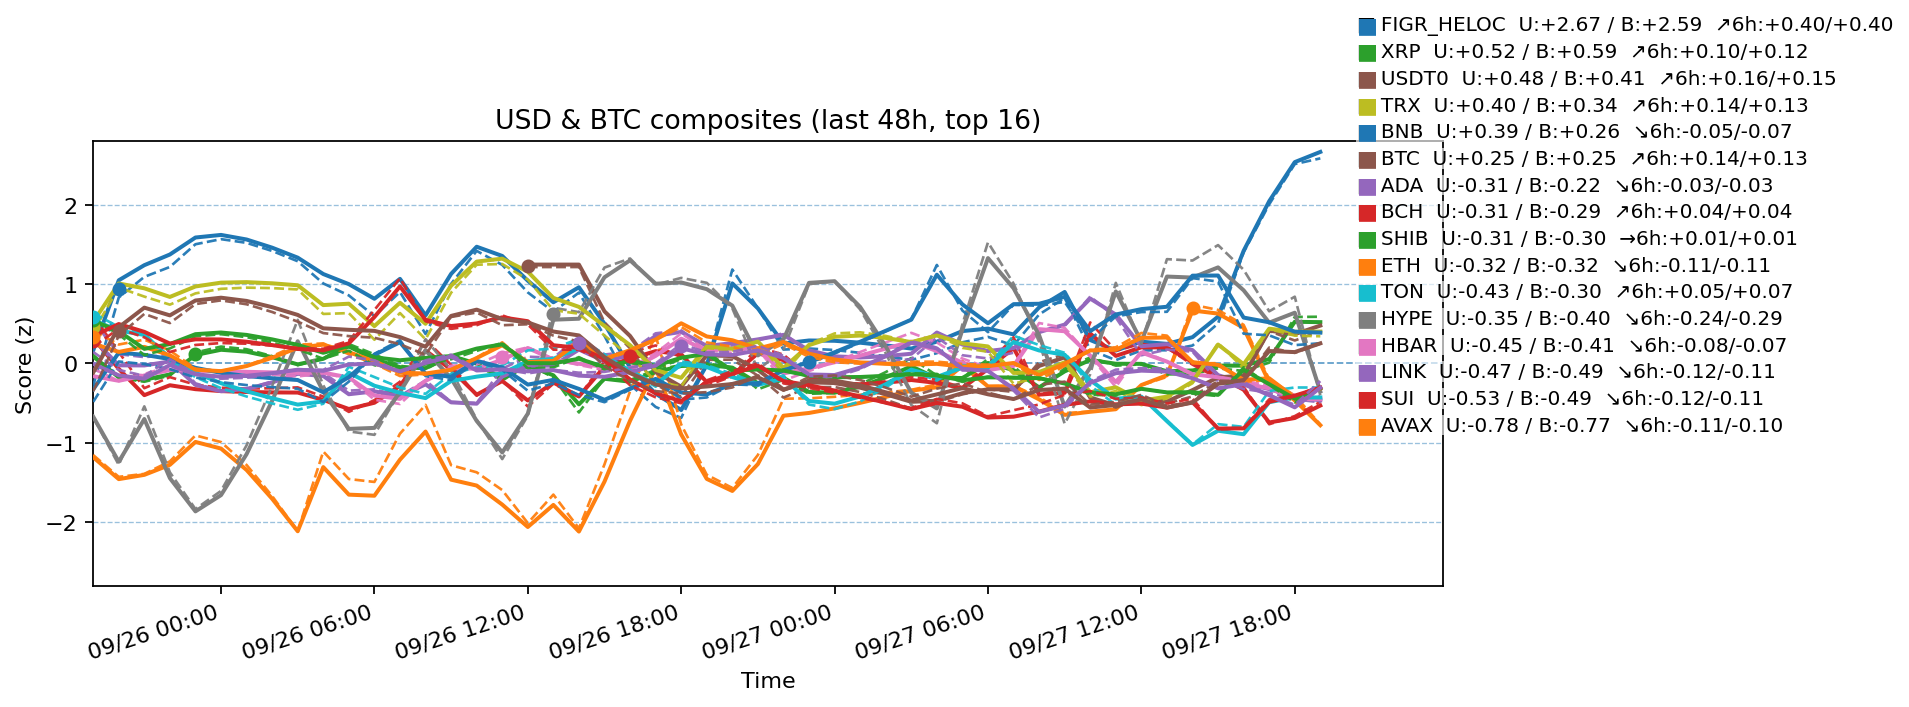 FIGR_HELOC U:+2.67 / B:+2.59 ↗6h:+0.40/+0.40
XRP U:+0.52 / B:+0.59 ↗6h:+0.10/+0.12
USDT0 U:+0.48 / B:+0.41 ↗6h:+0.16/+0.15
TRX U:+0.40 / B:+0.34 ↗6h:+0.14/+0.13
BNB U:+0.39 / B:+0.26 ↘6h:-0.05/-0.07
BTC U:+0.25 / B:+0.25 ↗6h:+0.14/+0.13
ADA U:-0.31 / B:-0.22 ↘6h:-0.03/-0.03
BCH U:-0.31 / B:-0.29 ↗6h:+0.04/+0.04
SHIB U:-0.31 / B:-0.30 →6h:+0.01/+0.01
ETH U:-0.32 / B:-0.32 ↘6h:-0.11/-0.11
TON U:-0.43 / B:-0.30 ↗6h:+0.05/+0.07
HYPE U:-0.35 / B:-0.40 ↘6h:-0.24/-0.29
HBAR U:-0.45 / B:-0.41 ↘6h:-0.08/-0.07
LINK U:-0.47 / B:-0.49 ↘6h:-0.12/-0.11
SUI U:-0.53 / B:-0.49 ↘6h:-0.12/-0.11
AVAX U:-0.78 / B:-0.77 ↘6h:-0.11/-0.10
USD & BTC composites (last 48h, top 16)
Score (z)
2
1
0
−1
−2
09/26 00:00
09/26 06:00
09/26 12:00
09/26 18:00
09/27 00:00
09/27 06:00
09/27 12:00
09/27 18:00
Time